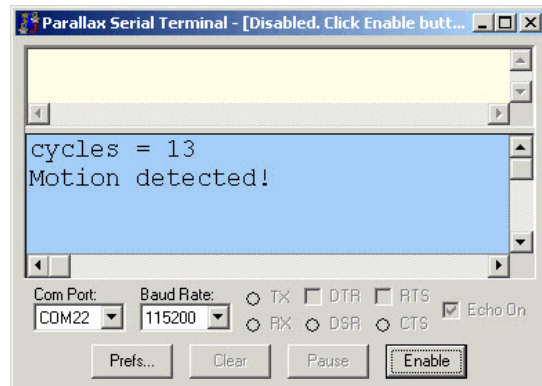 Parallax Serial Terminal - [Disabled. Click Enable butt...
cycles = 13
Motion detected!
Com Port: Baud Rate: TX DTR RTS
COM22 115200 RX DSR CTS Echo On
Prefs... Clear Pause Enable